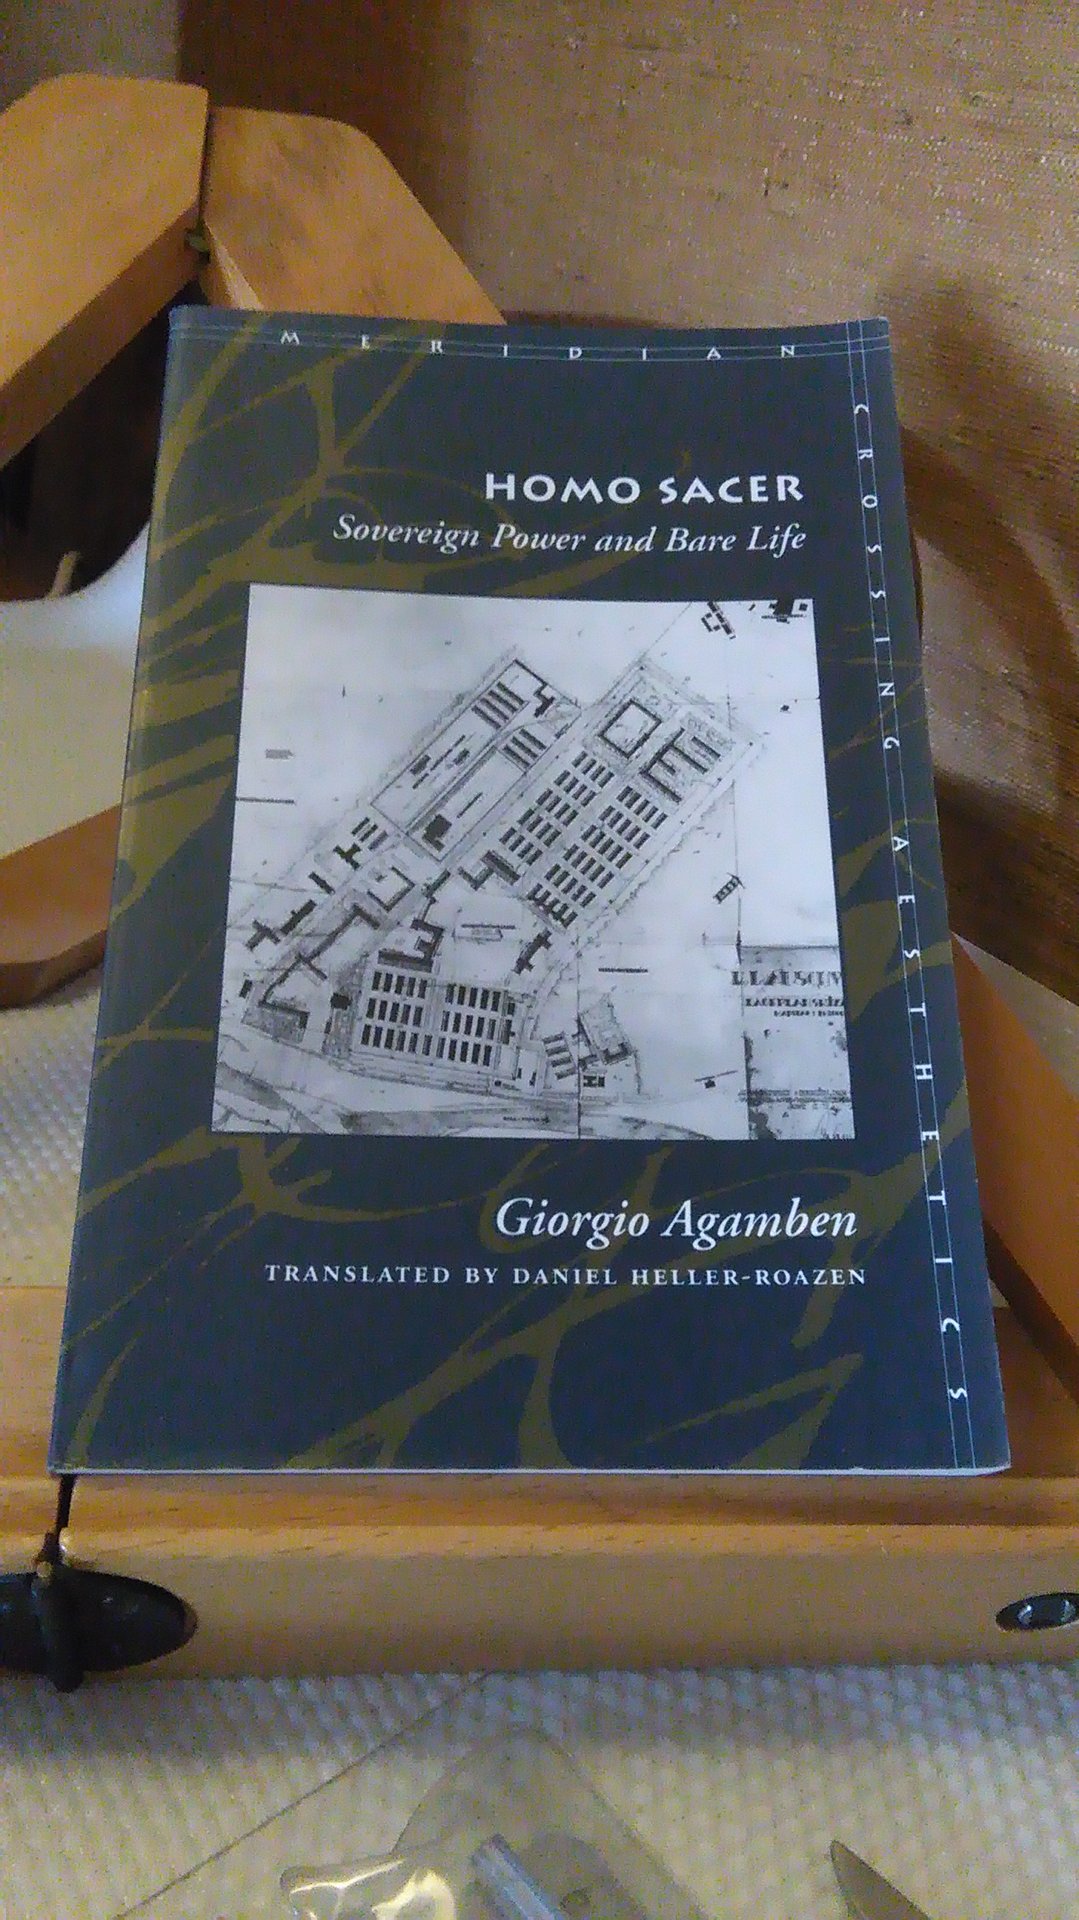 MERIDIAN
CROSSING AESTHETICS
HOMO SACER
Sovereign Power and Bare Life
Giorgio Agamben
TRANSLATED BY DANIEL HELLER-ROAZEN